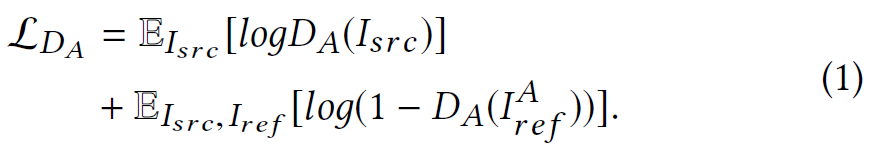 ℒ_{D_A} = 𝔼_{I_{src}}[logD_A(I_{src})]
+ 𝔼_{I_{src},I_{ref}}[log(1 − D_A(I^A_{ref}))].
(1)